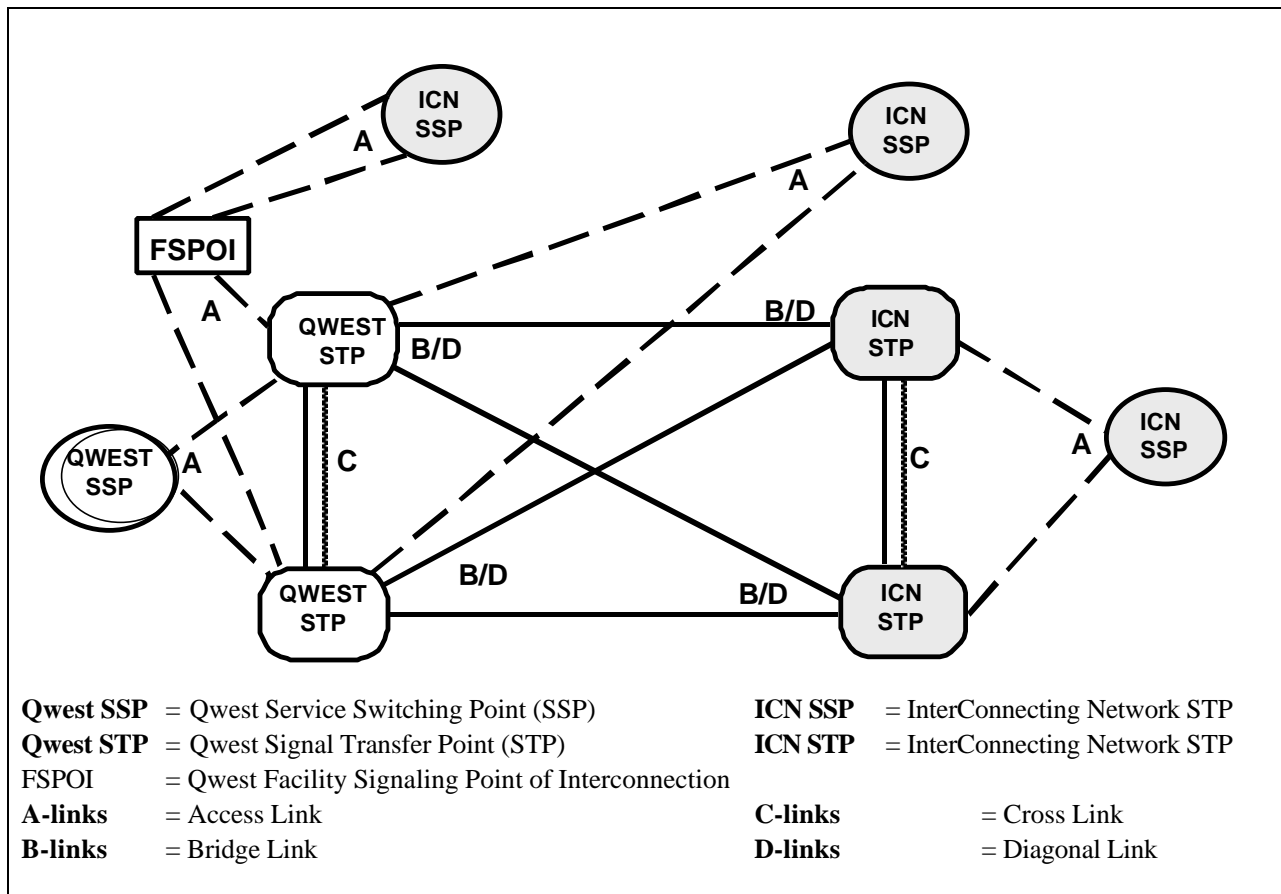 ICN
SSP
ICN
SSP
A
A
FSPOI
A
QWEST
STP
B/D
B/D
ICN
STP
ICN
SSP
A
QWEST
SSP
A
C
C
QWEST
STP
B/D
B/D
ICN
STP
Qwest SSP = Qwest Service Switching Point (SSP) ICN SSP = InterConnecting Network STP
Qwest STP = Qwest Signal Transfer Point (STP) ICN STP = InterConnecting Network STP
FSPOI = Qwest Facility Signaling Point of Interconnection
A-links = Access Link C-links = Cross Link
B-links = Bridge Link D-links = Diagonal Link